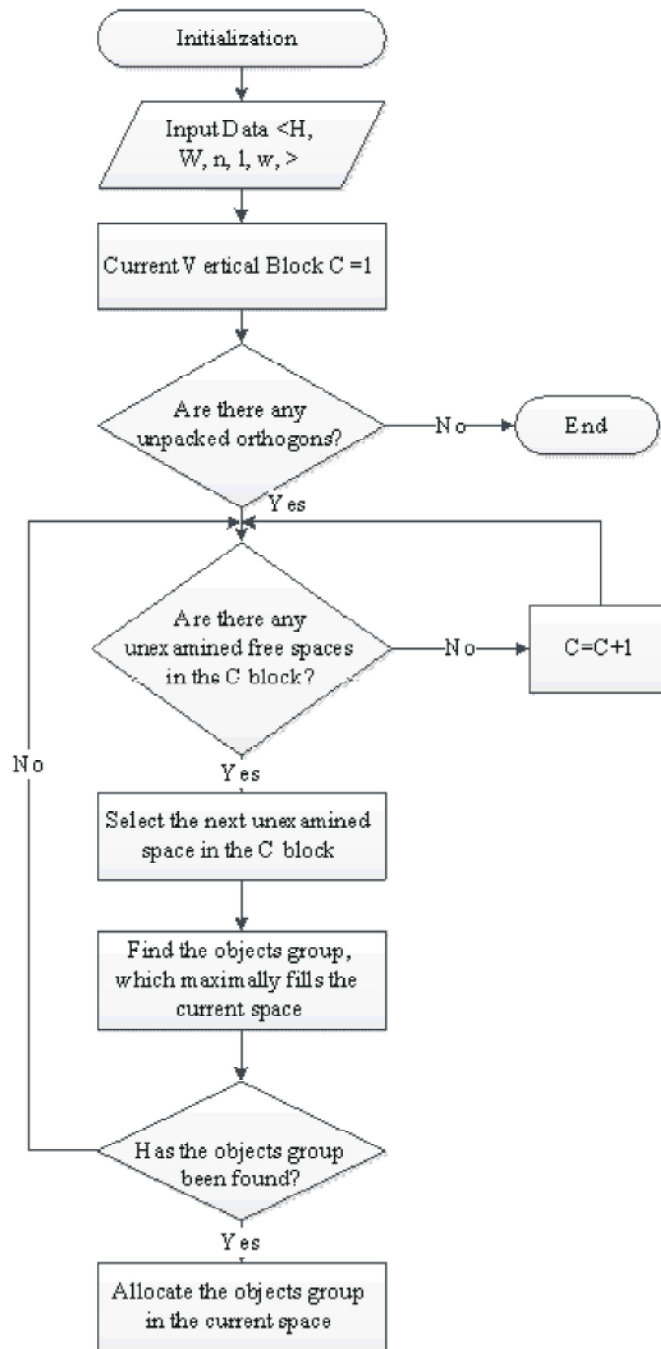 Initialization
Input Data <H,
W, n, l, w, >
Current Vertical Block C =1
Are there any
unpacked orthogons?
No
End
Yes
Are there any
unexamined free spaces
in the C block?
No
C=C+1
No
Yes
Select the next unexamined
space in the C block
Find the objects group,
which maximally fills the
current space
Has the objects group
been found?
Yes
Allocate the objects group
in the current space